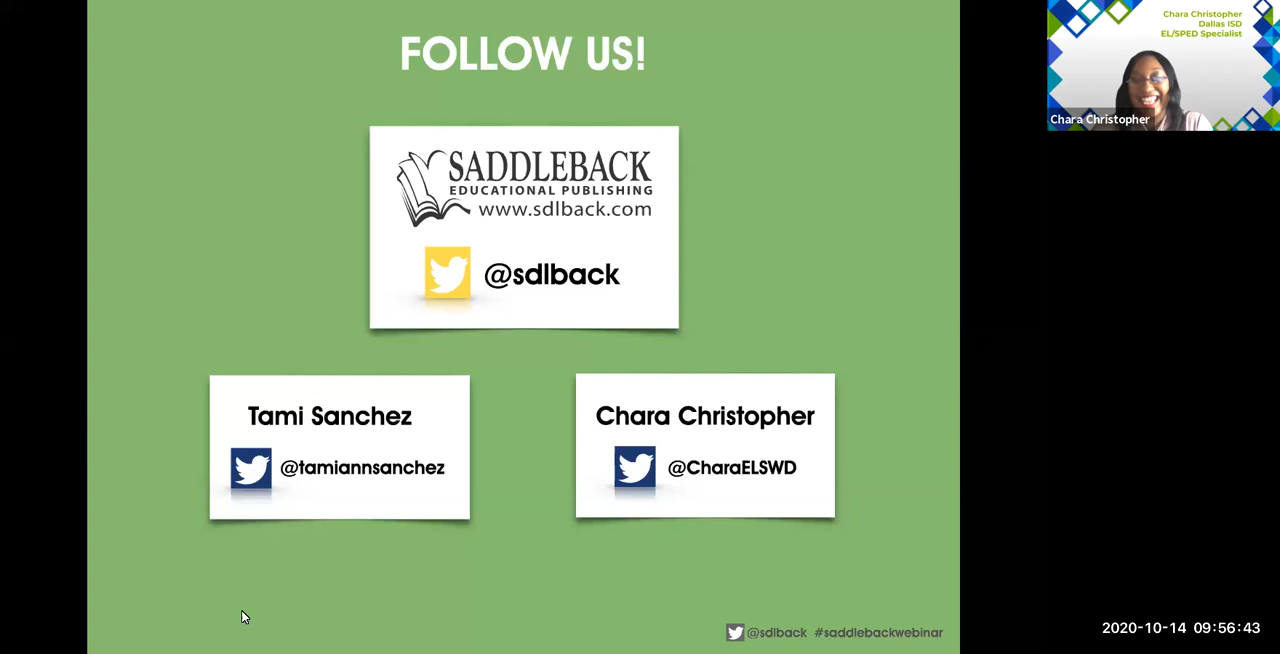 FOLLOW US!
SADDLEBACK
EDUCATIONAL PUBLISHING
www.sdlback.com
@sdlback
Tami Sanchez
@tamiannsanchez
Chara Christopher
@CharaELSWD
@sdlback #saddlebackwebinar
Chara Christopher
Dallas ISD
EL/SPED Specialist
Chara Christopher
2020-10-14 09:56:43